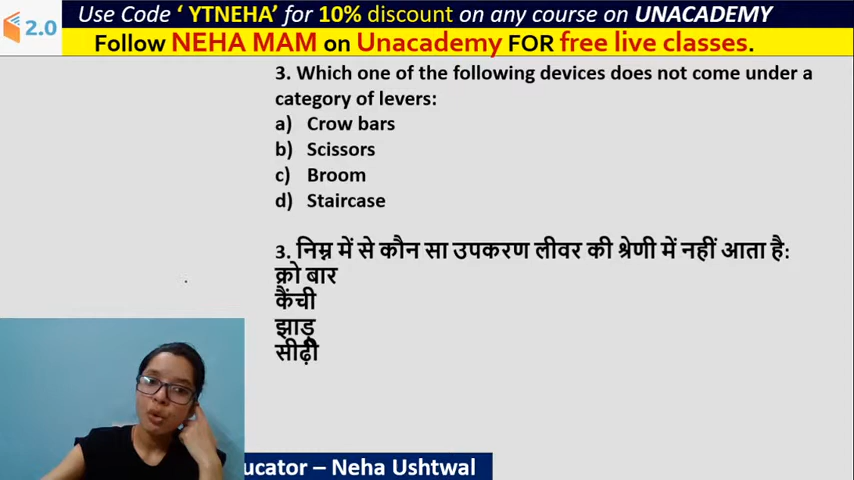 2.0
Use Code ‘ YTNEHA’ for 10% discount on any course on UNACADEMY
Follow NEHA MAM on Unacademy FOR free live classes.
3. Which one of the following devices does not come under a
category of levers:
a) Crow bars
b) Scissors
c) Broom
d) Staircase
3. निम्न में से कौन सा उपकरण लीवर की श्रेणी में नहीं आता है:
क्रो बार
कैंची
झाड़ू
सीढ़ी
– Neha Ushtwal